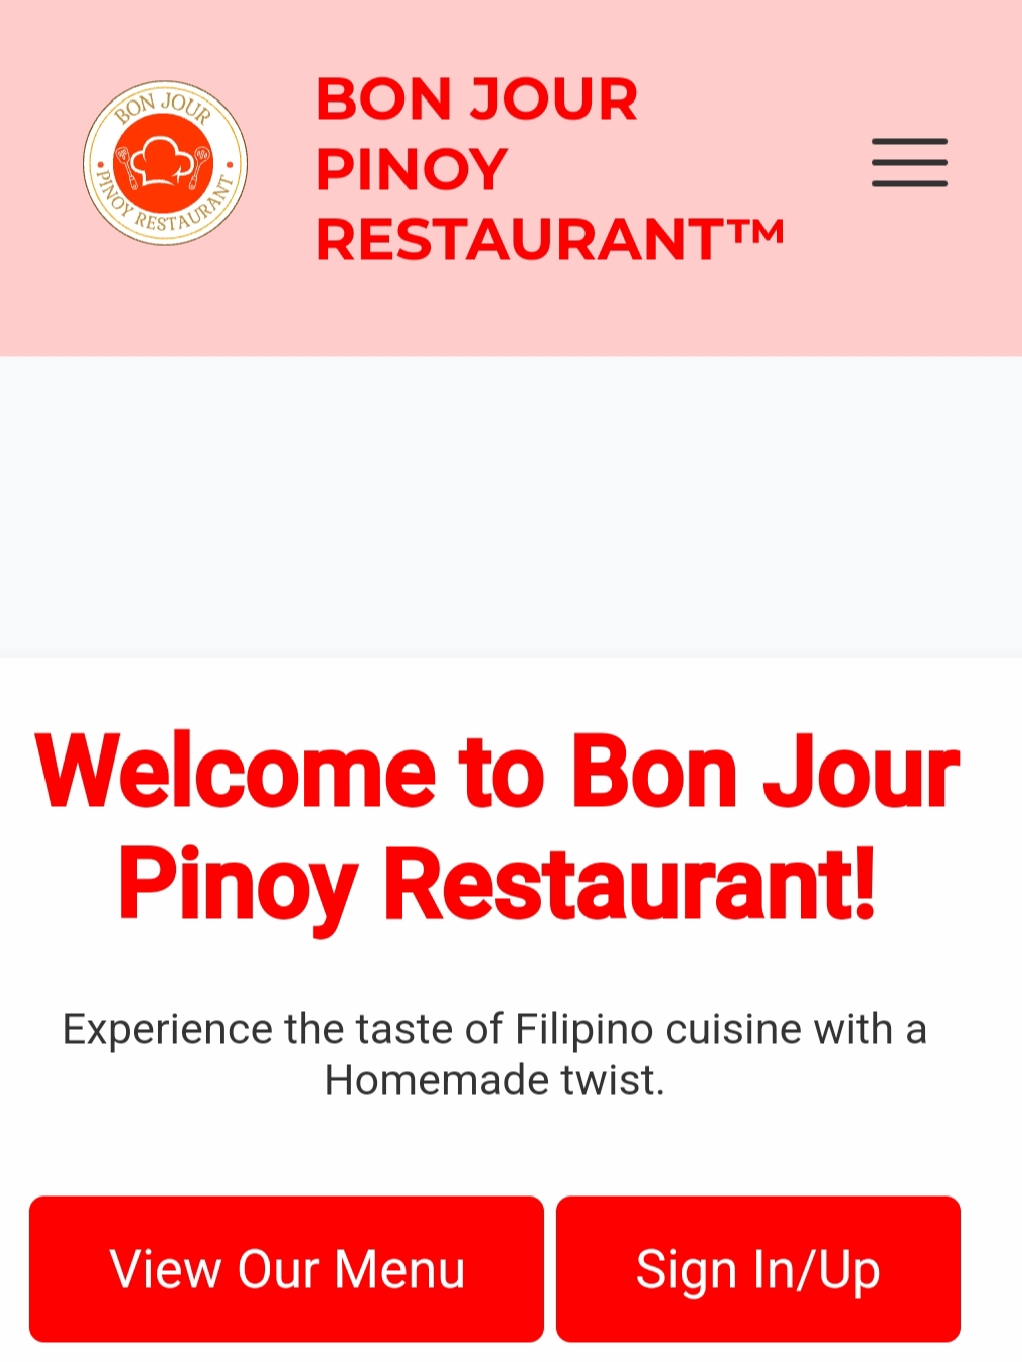 BON JOUR
PINOY RESTAURANT
BON JOUR
PINOY
RESTAURANT™
Welcome to Bon Jour
Pinoy Restaurant!
Experience the taste of Filipino cuisine with a
Homemade twist.
View Our Menu
Sign In/Up